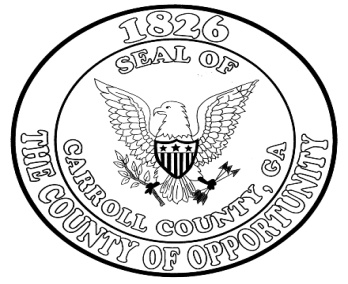 1826
SEAL OF
CARROLL COUNTY, GA
THE COUNTY OF OPPORTUNITY